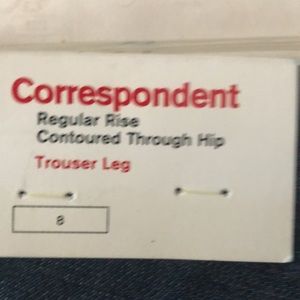 Correspondent
Regular Rise
Contoured Through Hip
Trouser Leg
8